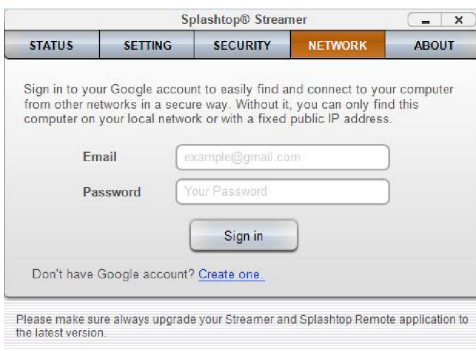 Splashtop® Streamer
STATUS SETTING SECURITY NETWORK ABOUT
Sign in to your Google account to easily find and connect to your computer
from other networks in a secure way. Without it, you can only find this
computer on your local network or with a fixed public IP address.
Email example@gmail.com
Password Your Password
Sign in
Don't have Google account? Create one.
Please make sure always upgrade your Streamer and Splashtop Remote application to
the latest version.